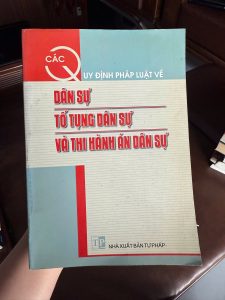 CÁC
QUY ĐỊNH PHÁP LUẬT VỀ
DÂN SỰ
TỐ TỤNG DÂN SỰ
VÀ THI HÀNH ÁN DÂN SỰ
TP
NHÀ XUẤT BẢN TƯ PHÁP